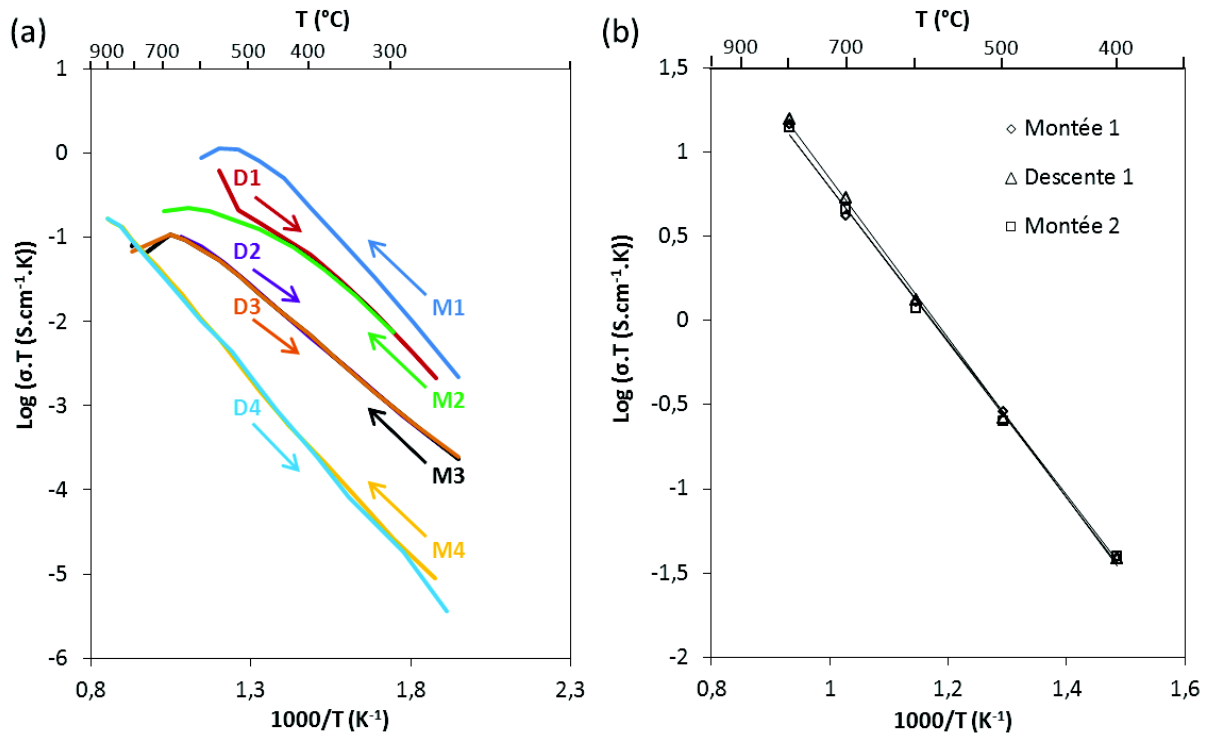 (a)
T (°C)
900 700 500 400 300
1
0
-1
-2
-3
-4
-5
-6
Log (σ.T (S.cm⁻¹.K))
D1
D2
D3
M1
M2
D4
M3
M4
0,8 1,3 1,8 2,3
1000/T (K⁻¹)
(b)
T (°C)
900 700 500 400
1,5
1
0,5
0
-0,5
-1
-1,5
-2
Log (σ.T (S.cm⁻¹.K))
Montée 1
Descente 1
Montée 2
0,8 1 1,2 1,4 1,6
1000/T (K⁻¹)